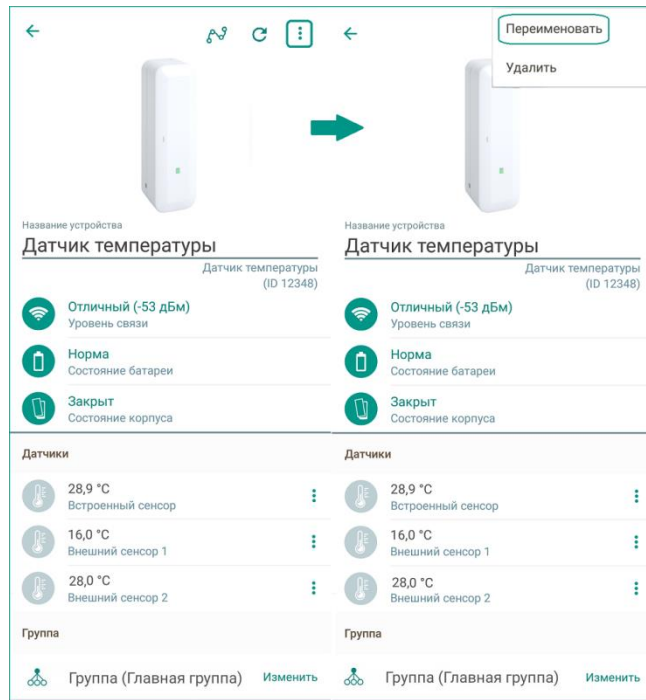 Название устройства
Датчик температуры
Датчик температуры
(ID 12348)
Отличный (-53 дБм)
Уровень связи
Норма
Состояние батареи
Закрыт
Состояние корпуса
Датчики
28,9 °C
Встроенный сенсор
16,0 °C
Внешний сенсор 1
28,0 °C
Внешний сенсор 2
Группа
Группа (Главная группа) Изменить
Переименовать
Удалить
Название устройства
Датчик температуры
Датчик температуры
(ID 12348)
Отличный (-53 дБм)
Уровень связи
Норма
Состояние батареи
Закрыт
Состояние корпуса
Датчики
28,9 °C
Встроенный сенсор
16,0 °C
Внешний сенсор 1
28,0 °C
Внешний сенсор 2
Группа
Группа (Главная группа) Изменить